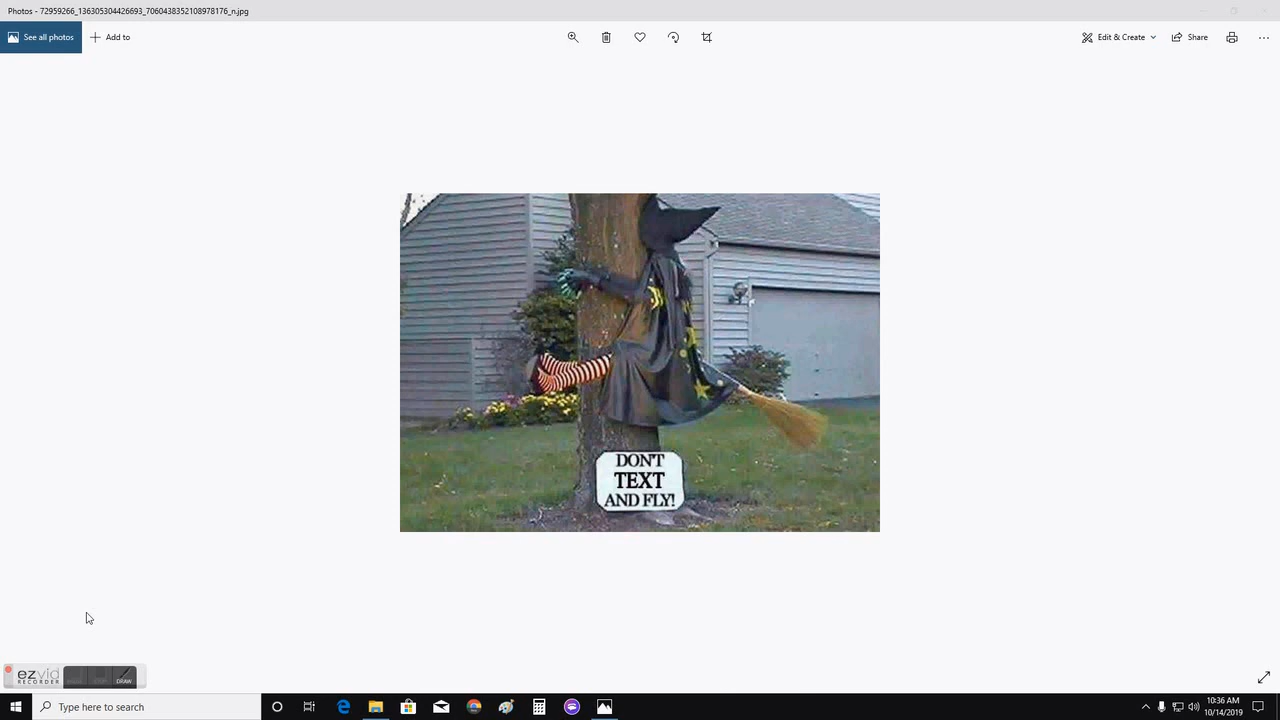 Photos - 72959266_136305304426693_7060438352108978176_n.jpg
See all photos
Add to
Edit & Create
Share
DONT
TEXT
AND FLY!
ezvid
RECORDER
DRAW
Type here to search
10:36 AM
10/14/2019